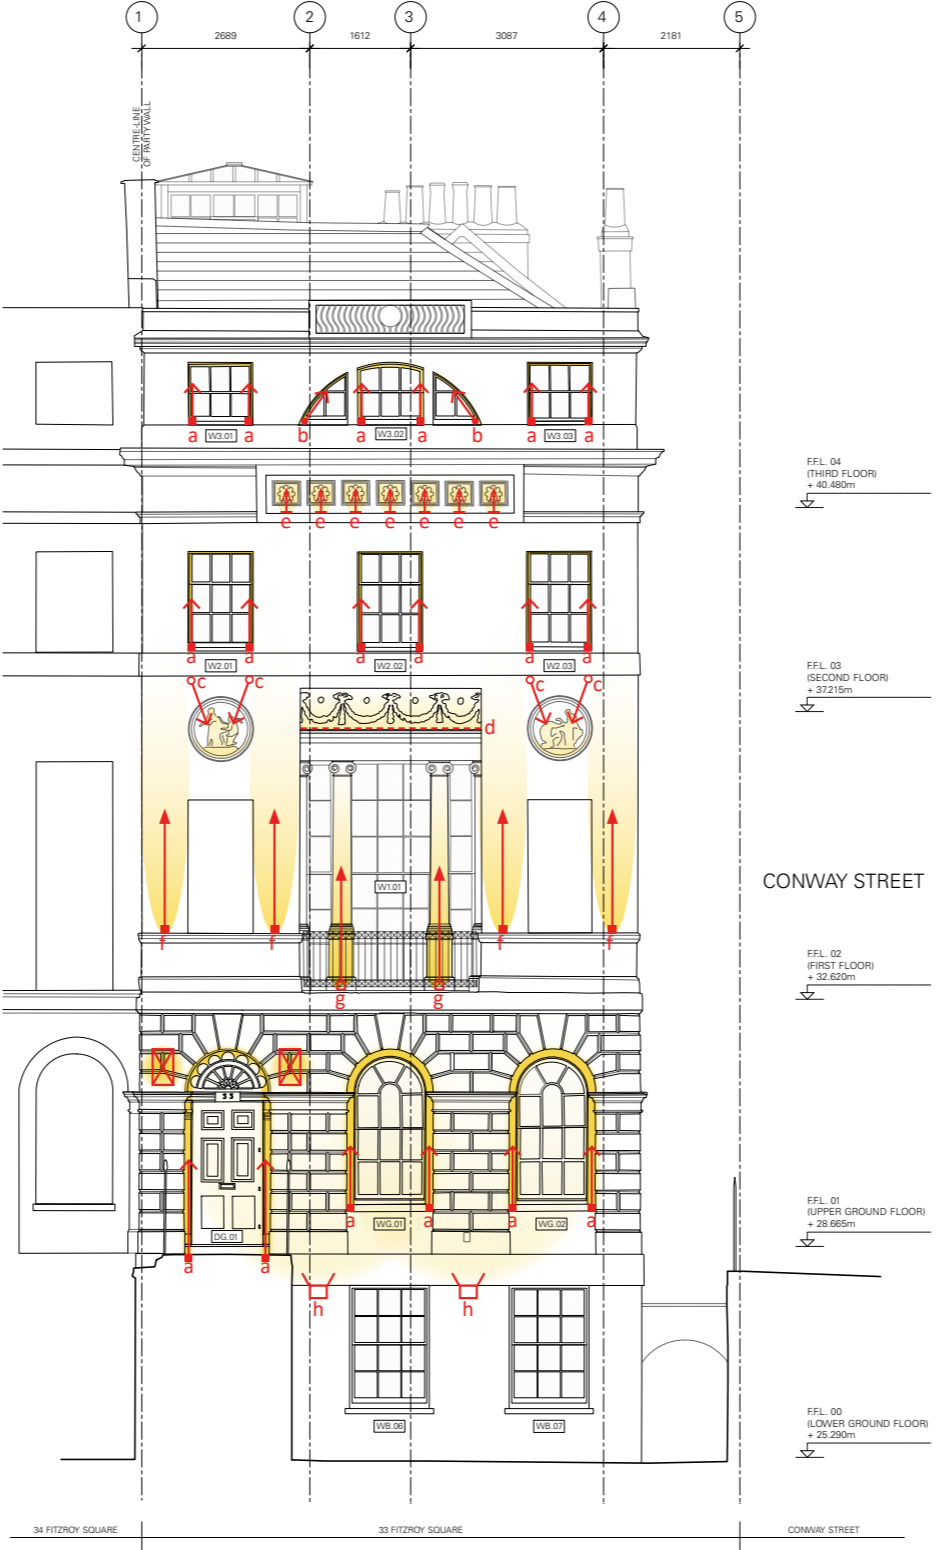 1 2 3 4 5
2689 1612 3087 2181
CENTRE-LINE
OF PARTY WALL
a W3.01 a b a W3.02 a b a W3.03 a
F.F.L. 04
(THIRD FLOOR)
+ 40.480m
e e e e e e e
a W2.01 a a W2.02 a a W2.03 a
F.F.L. 03
(SECOND FLOOR)
+ 37.215m
c c c c
d
W1.01
CONWAY STREET
f f f f
F.F.L. 02
(FIRST FLOOR)
+ 32.620m
g g
33
F.F.L. 01
(UPPER GROUND FLOOR)
+ 28.665m
a WG.01 a a WG.02 a
DG.01
a a
h h
F.F.L. 00
(LOWER GROUND FLOOR)
+ 25.290m
WB.06 WB.07
34 FITZROY SQUARE 33 FITZROY SQUARE CONWAY STREET